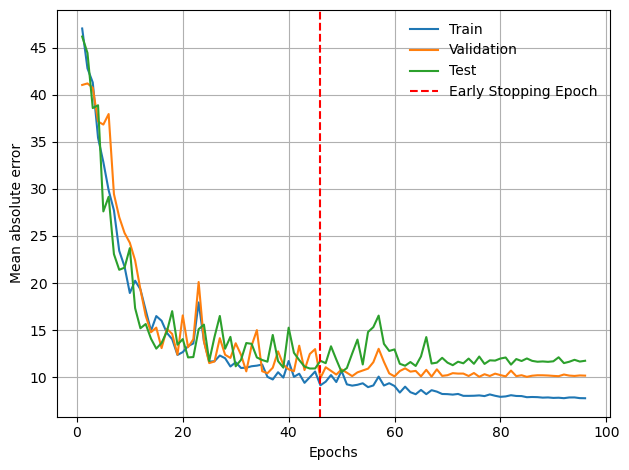 Train
Validation
Test
Early Stopping Epoch
45
40
35
30
25
20
15
10
Mean absolute error
0 20 40 60 80 100
Epochs